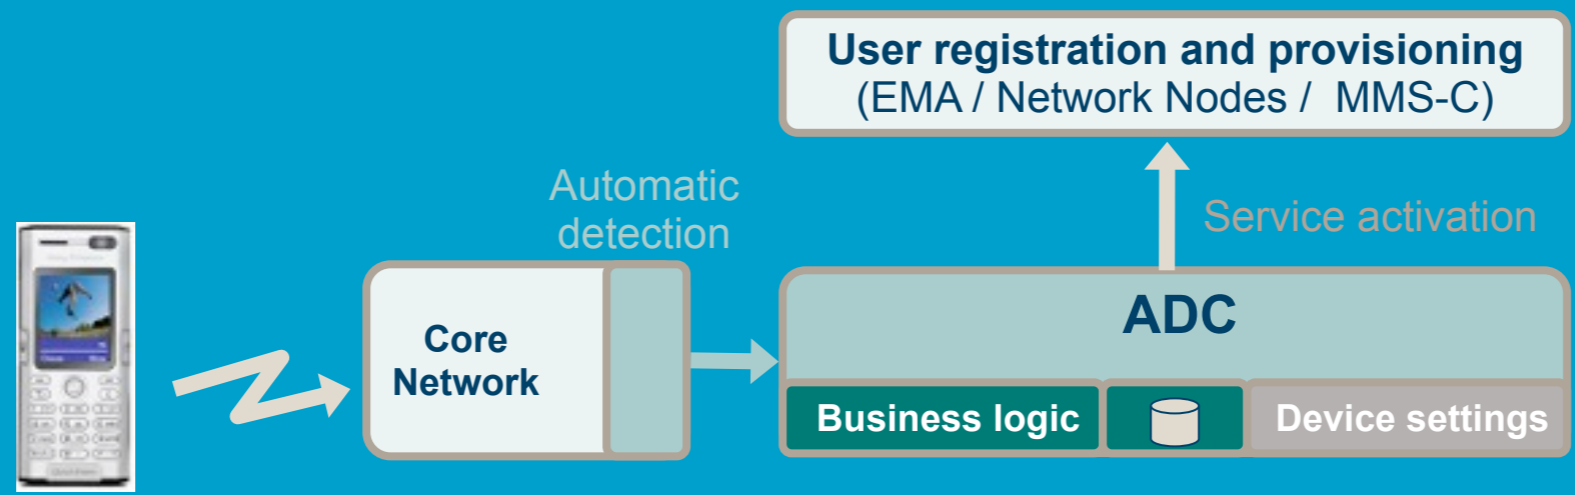 User registration and provisioning
(EMA / Network Nodes / MMS-C)
Automatic
detection
Service activation
Core
Network
ADC
Business logic
Device settings